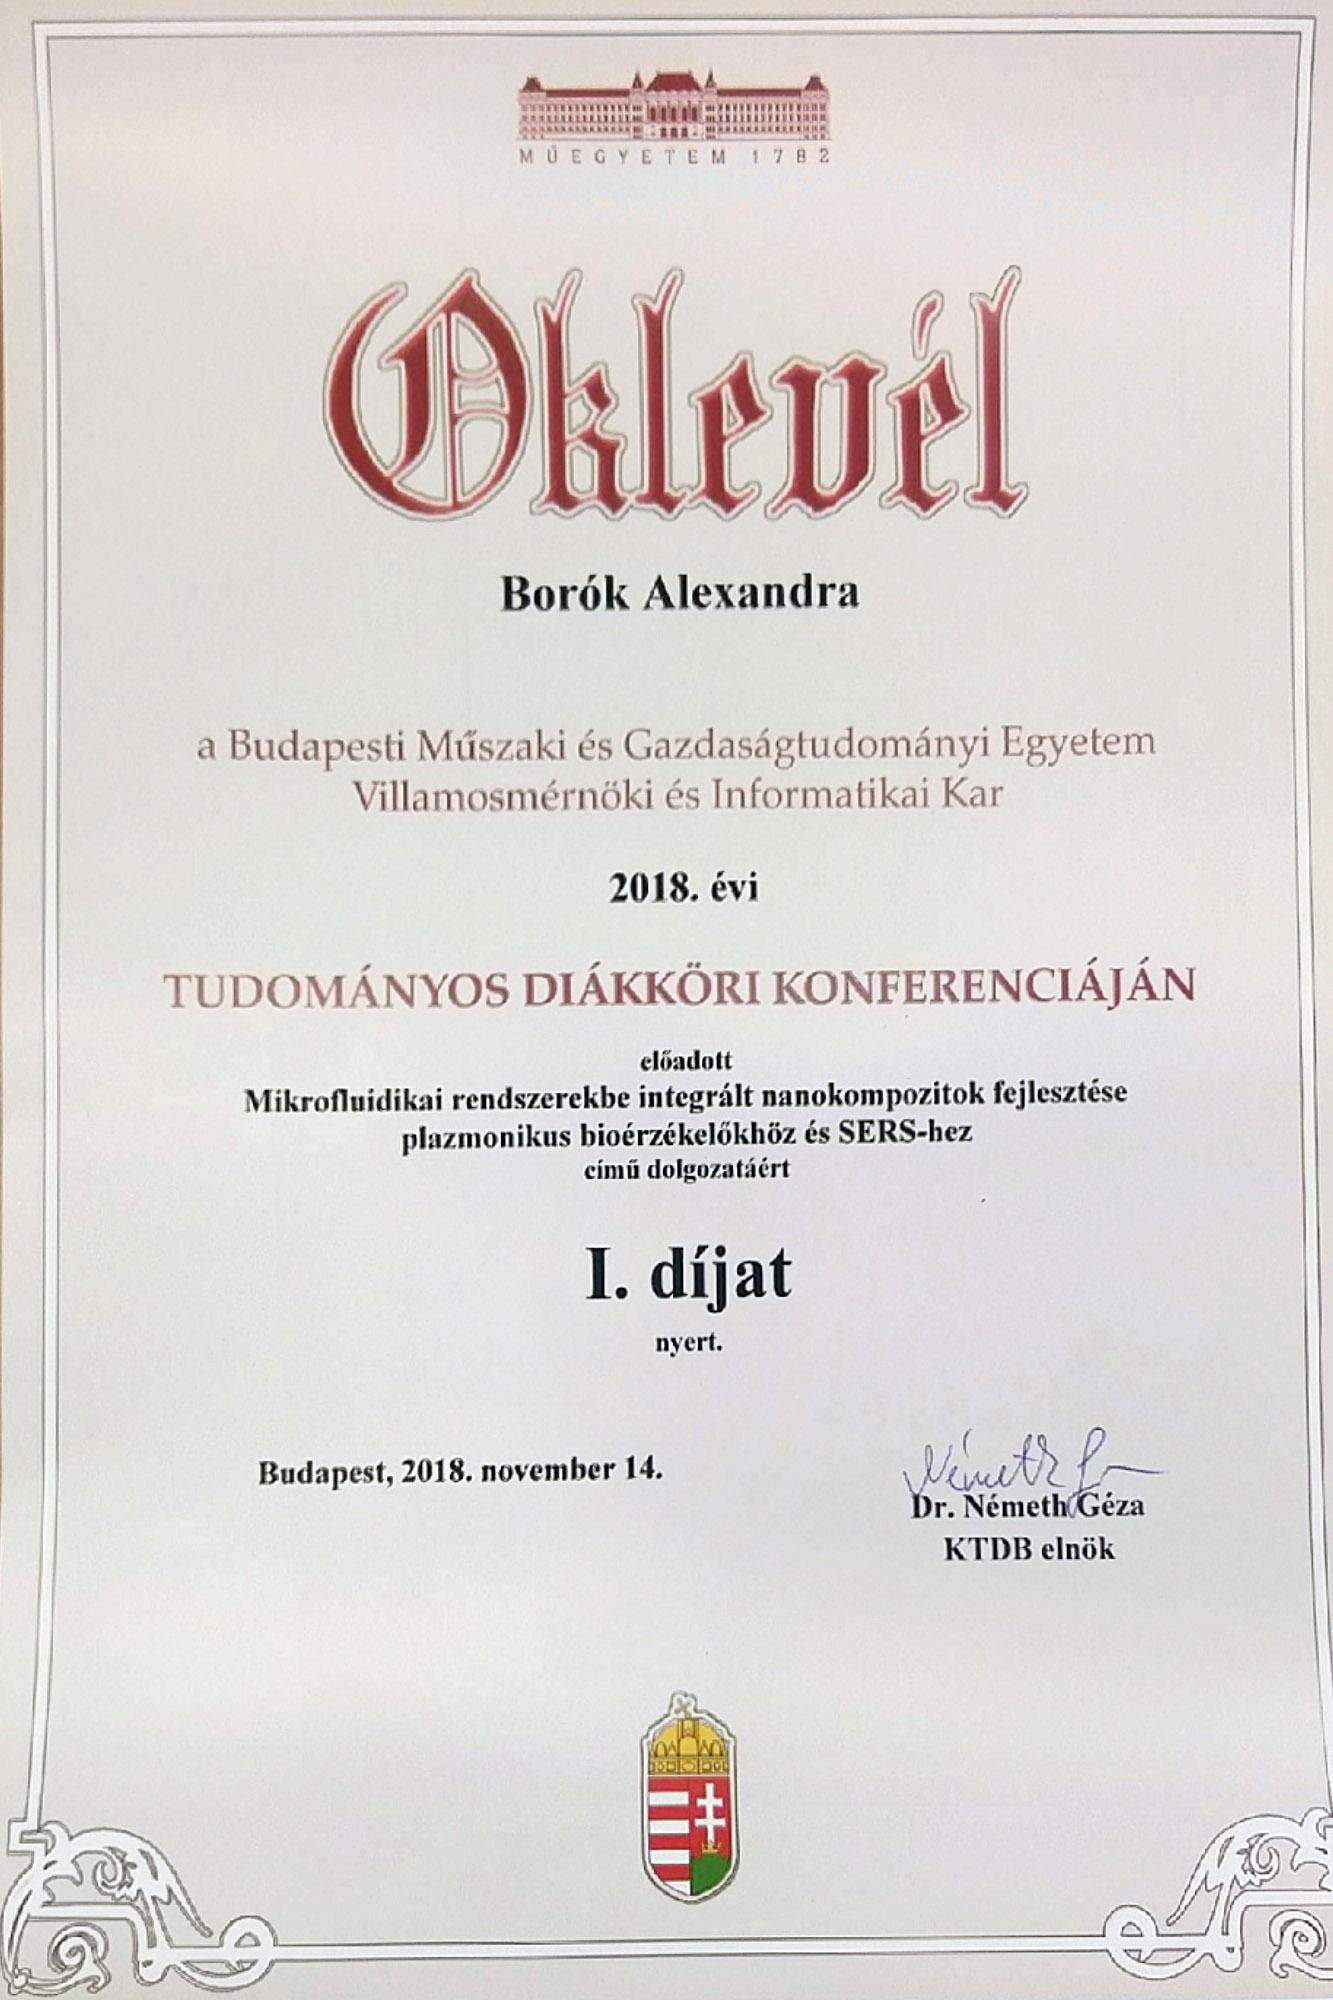 MŰEGYETEM 1782
Oklevél
Borók Alexandra
a Budapesti Műszaki és Gazdaságtudományi Egyetem
Villamosmérnöki és Informatikai Kar
2018. évi
TUDOMÁNYOS DIÁKKÖRI KONFERENCIÁJÁN
előadott
Mikrofluidikai rendszerekbe integrált nanokompozitok fejlesztése
plazmonikus bioérzékelőkhöz és SERS-hez
című dolgozatáért
I. díjat
nyert.
Budapest, 2018. november 14.
Németh G
Dr. Németh Géza
KTDB elnök